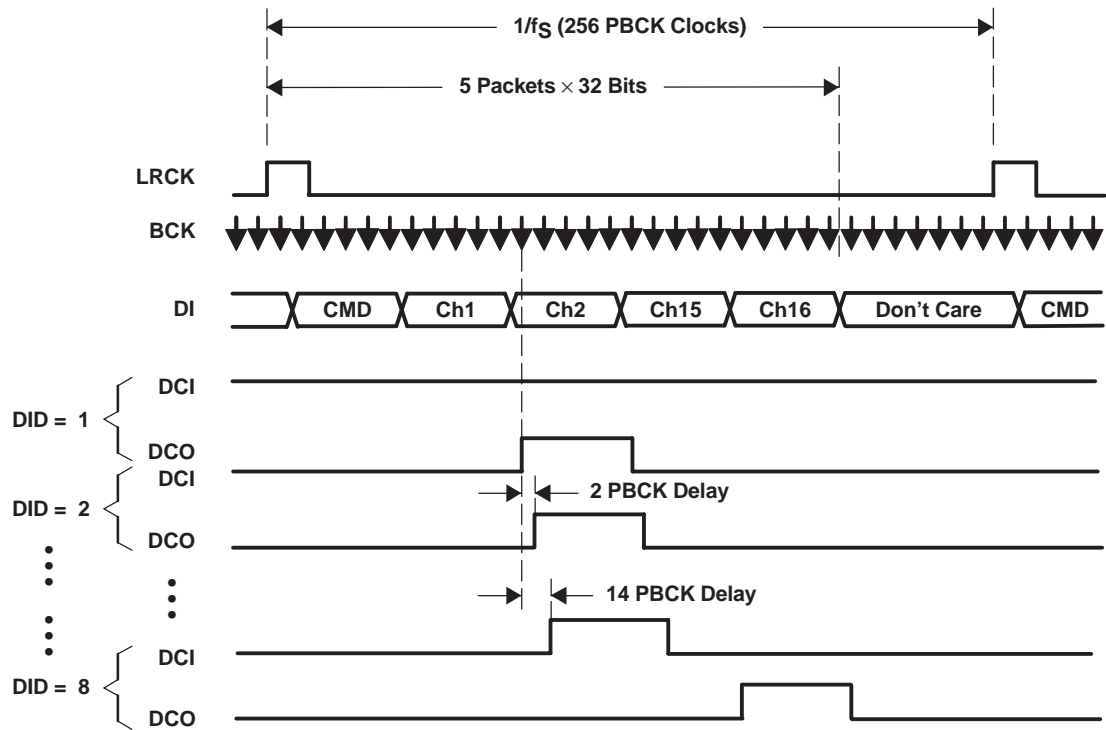 1/fS (256 PBCK Clocks)
5 Packets × 32 Bits
LRCK
BCK
DI
CMD
Ch1
Ch2
Ch15
Ch16
Don't Care
CMD
DID = 1
DCI
DCO
DID = 2
DCI
2 PBCK Delay
DCO
14 PBCK Delay
DID = 8
DCI
DCO